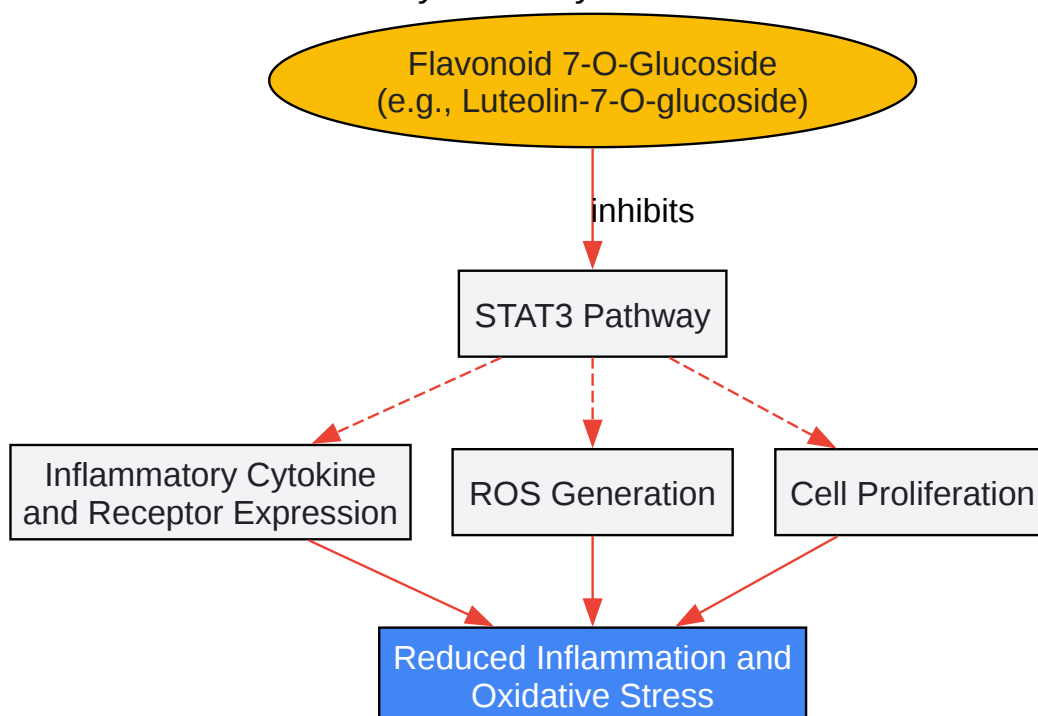 Flavonoid 7-O-Glucoside
(e.g., Luteolin-7-O-glucoside)
inhibits
STAT3 Pathway
Inflammatory Cytokine
and Receptor Expression
ROS Generation
Cell Proliferation
Reduced Inflammation and
Oxidative Stress